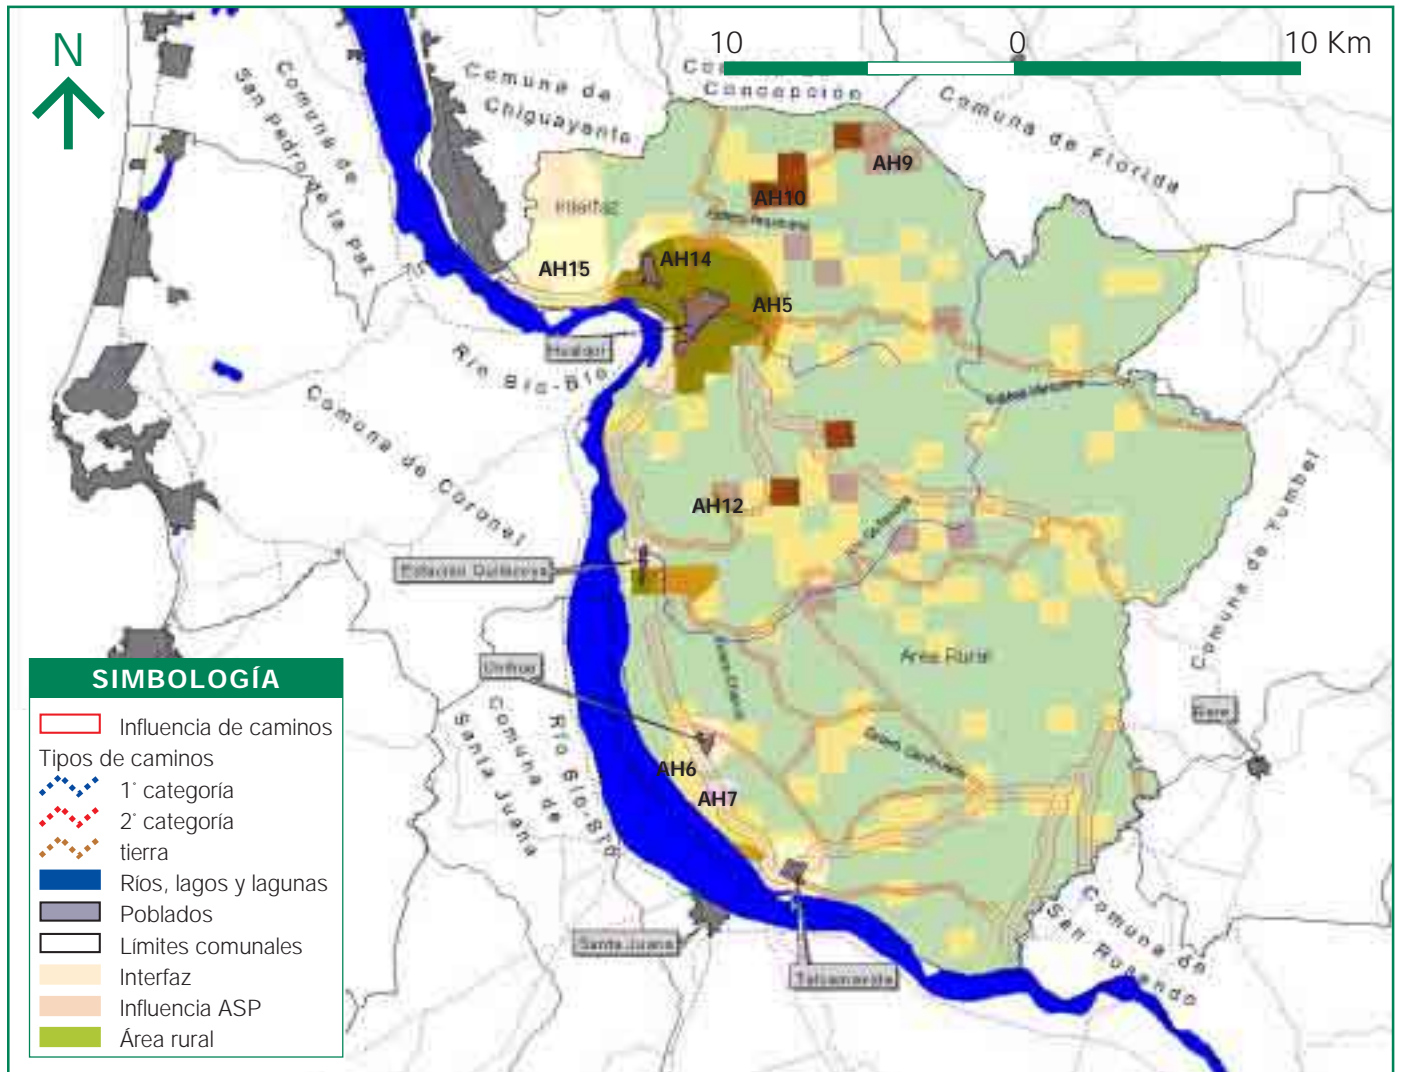 N
10 0 10 Km
Comuna de
San Pedro de la Paz
Comuna de
Chiguayante
Concepción
Comuna de Florida
AH9
AH10
Interfaz
AH14
AH15
AH5
Hualqui
Río Bío-Bío
Comuna de Coronel
AH12
Estación Quilacoya
Comuna de Yumbel
Area Rural
Unihue
Rere
Río Bío-Bío
Comuna de
Santa Juana
AH6
AH7
Santa Juana
Talcamavida
Comuna de
San Rosendo
SIMBOLOGÍA
Influencia de caminos
Tipos de caminos
1° categoría
2° categoría
tierra
Ríos, lagos y lagunas
Poblados
Límites comunales
Interfaz
Influencia ASP
Área rural